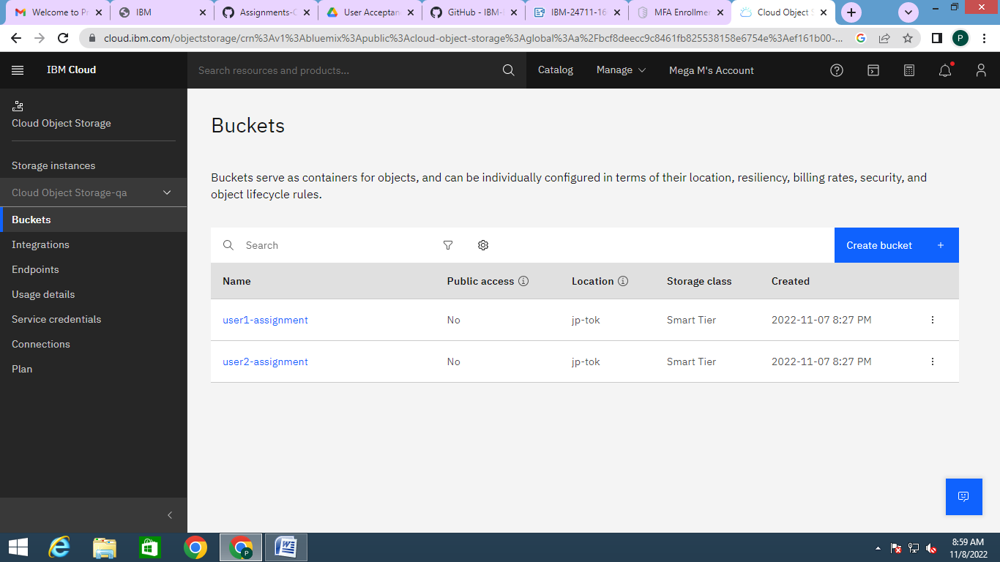 Welcome to Pr
IBM
Assignments-C
User Acceptan
GitHub - IBM-
IBM-24711-16
MFA Enrollmen
Cloud Object S
cloud.ibm.com/objectstorage/crn%3Av1%3Abluemix%3Apublic%3Acloud-object-storage%3Aglobal%3Aa%2Fbcf8deecc9c8461fb825538158e6754e%3Aef161b00-...
P
IBM Cloud
Search resources and products...
Catalog
Manage
Mega M's Account
Cloud Object Storage
Storage instances
Cloud Object Storage-qa
Buckets
Integrations
Endpoints
Usage details
Service credentials
Connections
Plan
Buckets
Buckets serve as containers for objects, and can be individually configured in terms of their location, resiliency, billing rates, security, and
object lifecycle rules.
Search
Create bucket +
Name Public access Location Storage class Created
user1-assignment No jp-tok Smart Tier 2022-11-07 8:27 PM
user2-assignment No jp-tok Smart Tier 2022-11-07 8:27 PM
P
8:59 AM
11/8/2022